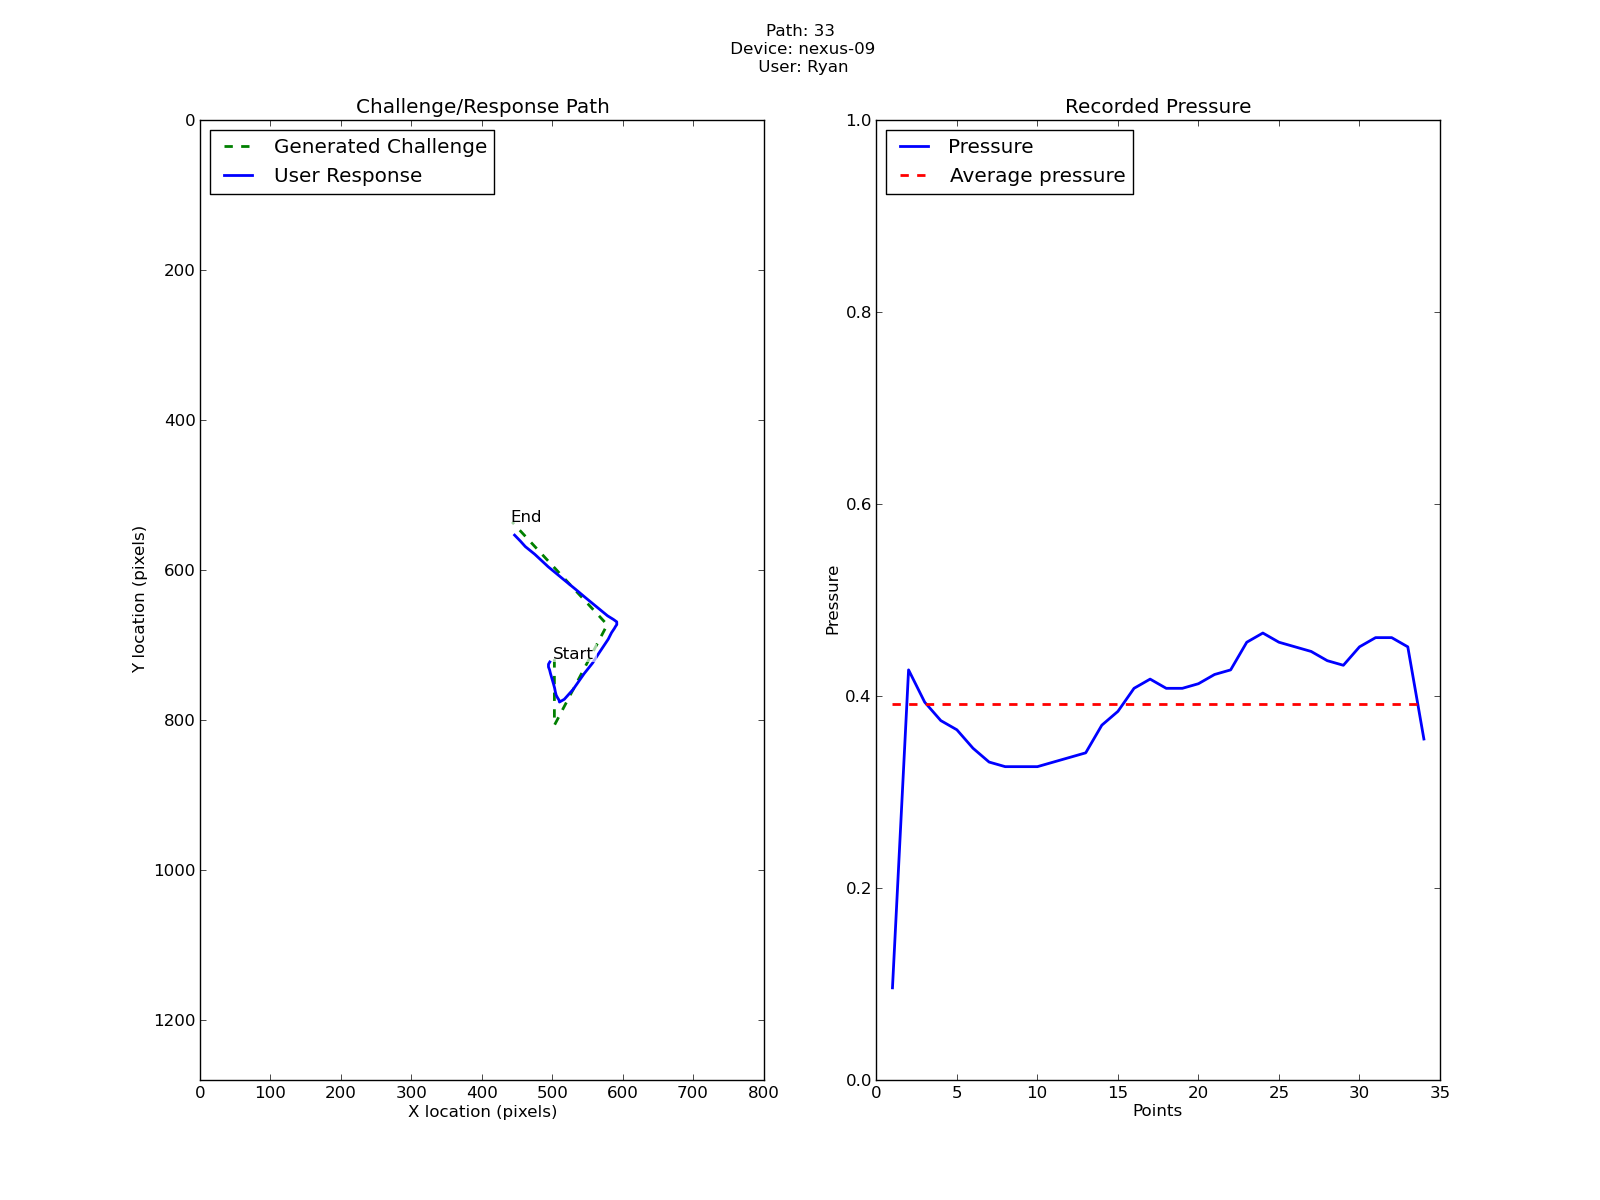 Path: 33
Device: nexus-09
User: Ryan
Challenge/Response Path
Generated Challenge
User Response
0
200
400
600
800
1000
1200
Y location (pixels)
End
Start
0 100 200 300 400 500 600 700 800
X location (pixels)
Recorded Pressure
Pressure
Average pressure
1.0
0.8
0.6
0.4
0.2
0.0
Pressure
0 5 10 15 20 25 30 35
Points